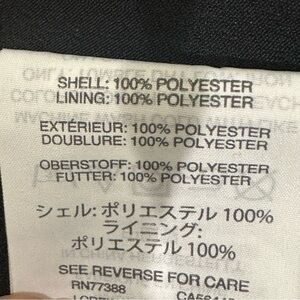 SHELL: 100% POLYESTER
LINING: 100% POLYESTER
EXTÉRIEUR: 100% POLYESTER
DOUBLURE: 100% POLYESTER
OBERSTOFF: 100% POLYESTER
FUTTER: 100% POLYESTER
シェル: ポリエステル 100%
ライニング:
ポリエステル 100%
SEE REVERSE FOR CARE
RN77388